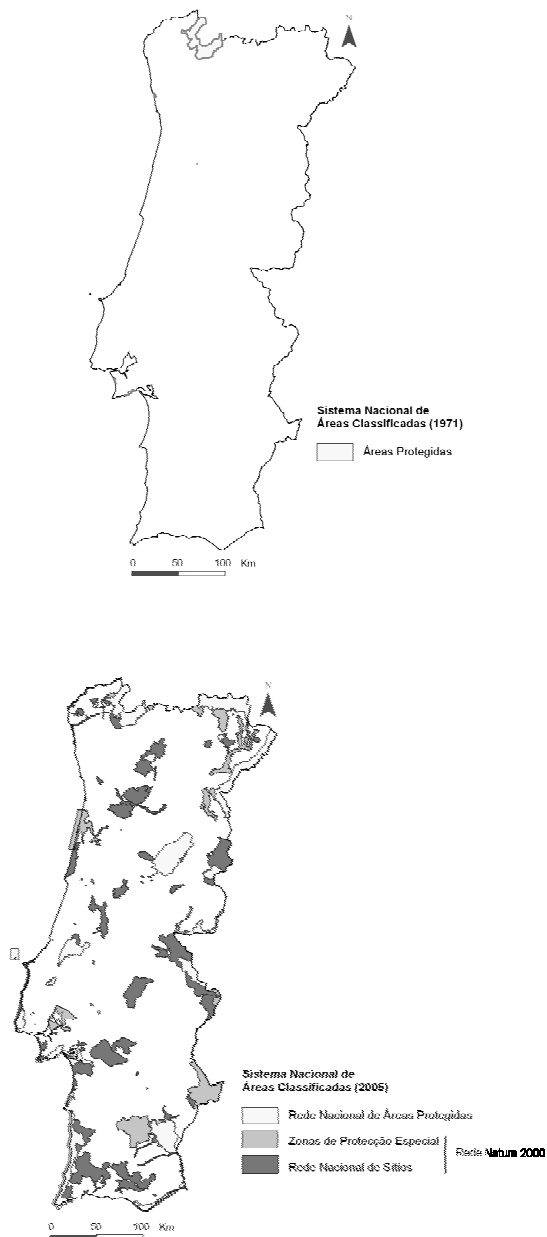 N
Sistema Nacional de
Áreas Classificadas (1971)
Áreas Protegidas
0 50 100 Km
N
Sistema Nacional de
Áreas Classificadas (2005)
Rede Nacional de Áreas Protegidas
Zonas de Protecção Especial
Rede Natura 2000
Rede Nacional de Sítios
0 50 100 Km